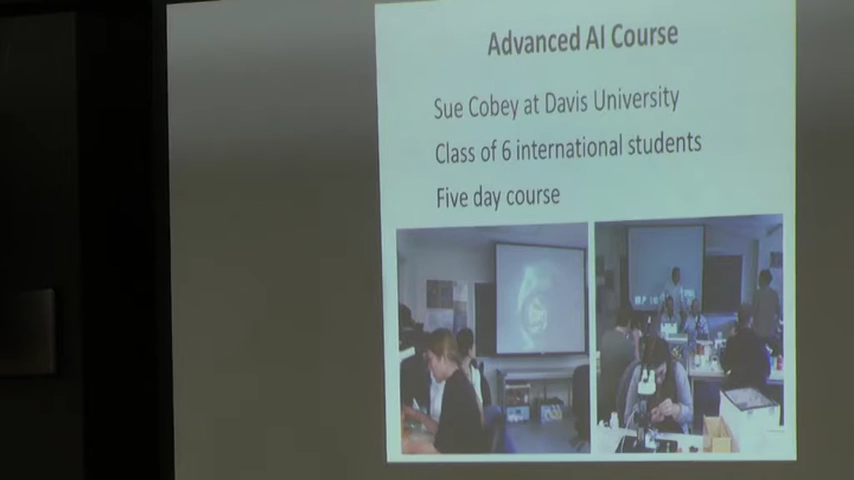 Advanced AI Course
Sue Cobey at Davis University
Class of 6 international students
Five day course